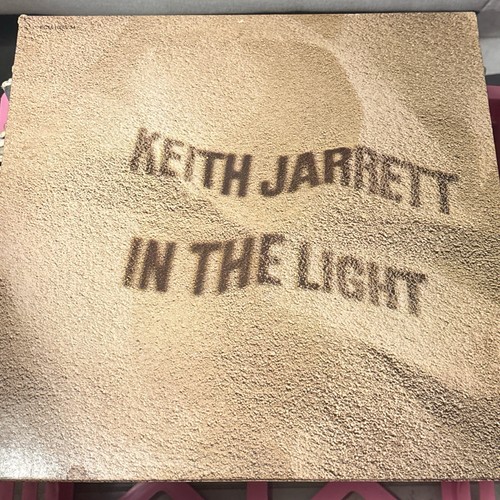 KEITH JARRETT
IN THE LIGHT